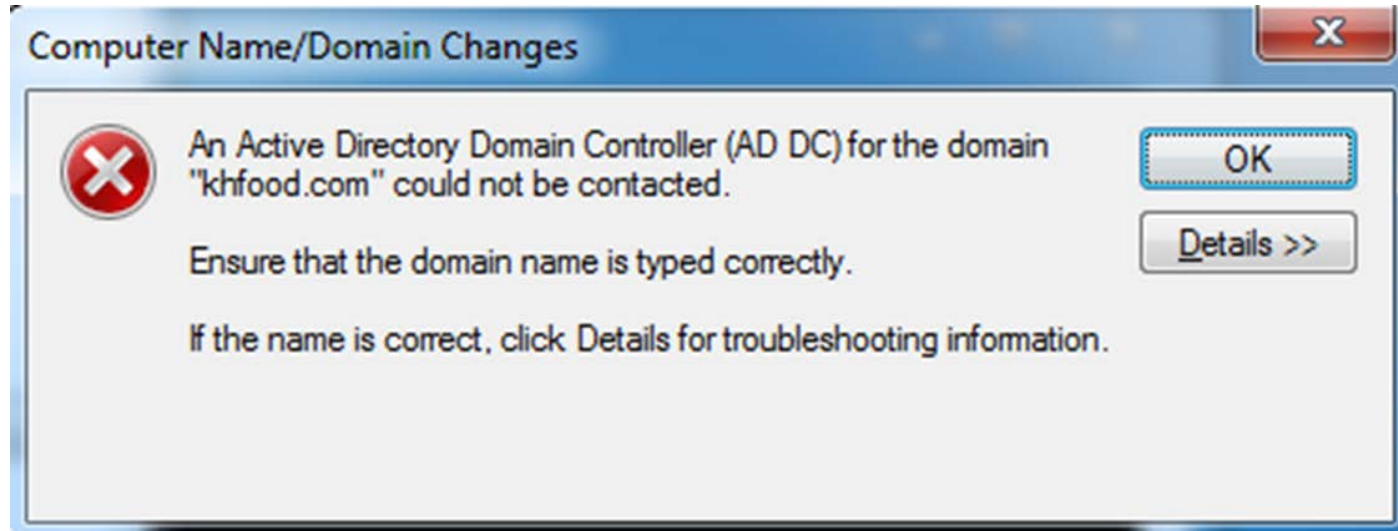 Computer Name/Domain Changes
An Active Directory Domain Controller (AD DC) for the domain
"khfood.com" could not be contacted.
Ensure that the domain name is typed correctly.
If the name is correct, click Details for troubleshooting information.
OK
Details >>